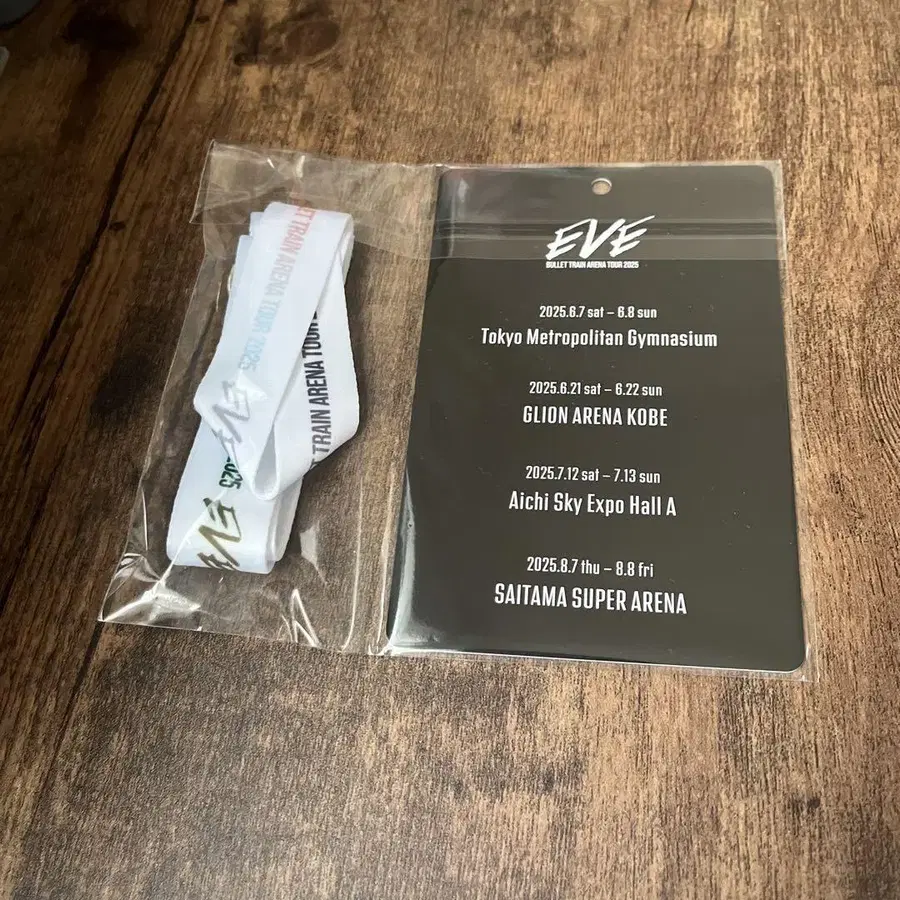 EVE
BULLET TRAIN ARENA TOUR 2025
2025.6.7 sat – 6.8 sun
Tokyo Metropolitan Gymnasium
2025.6.21 sat – 6.22 sun
GLION ARENA KOBE
2025.7.12 sat – 7.13 sun
Aichi Sky Expo Hall A
2025.8.7 thu – 8.8 fri
SAITAMA SUPER ARENA
TRAIN ARENA TOUR 2025
TRAIN ARENA TOUR
2025